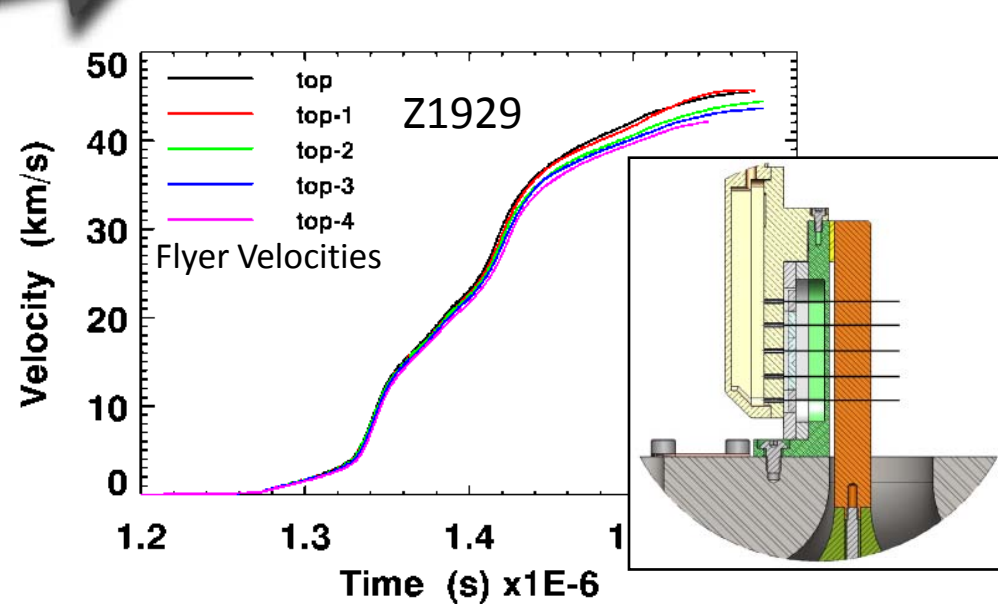 50
40
30
20
10
0
Velocity (km/s)
top
top-1
top-2
top-3
top-4
Z1929
Flyer Velocities
1.2 1.3 1.4 1
Time (s) x1E-6